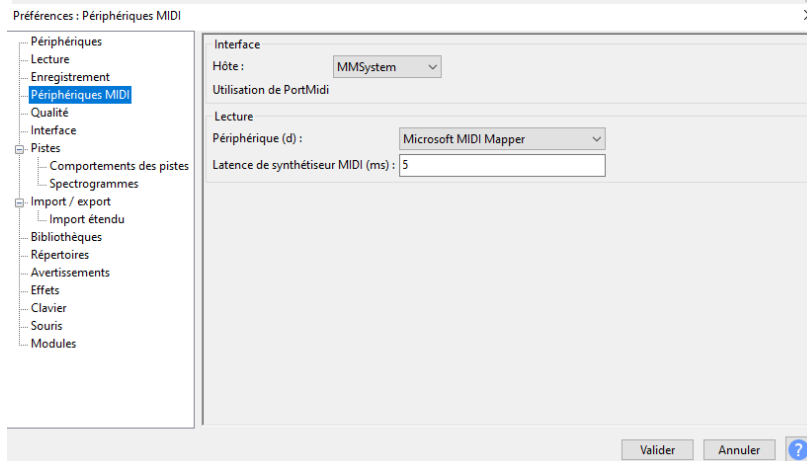 Préférences : Périphériques MIDI
Périphériques
Lecture
Enregistrement
Périphériques MIDI
Qualité
Interface
Pistes
Comportements des pistes
Spectrogrammes
Import / export
Import étendu
Bibliothèques
Répertoires
Avertissements
Effets
Clavier
Souris
Modules
Interface
Hôte :
MMSystem
Utilisation de PortMidi
Lecture
Périphérique (d) :
Microsoft MIDI Mapper
Latence de synthétiseur MIDI (ms) : 5
Valider
Annuler
?